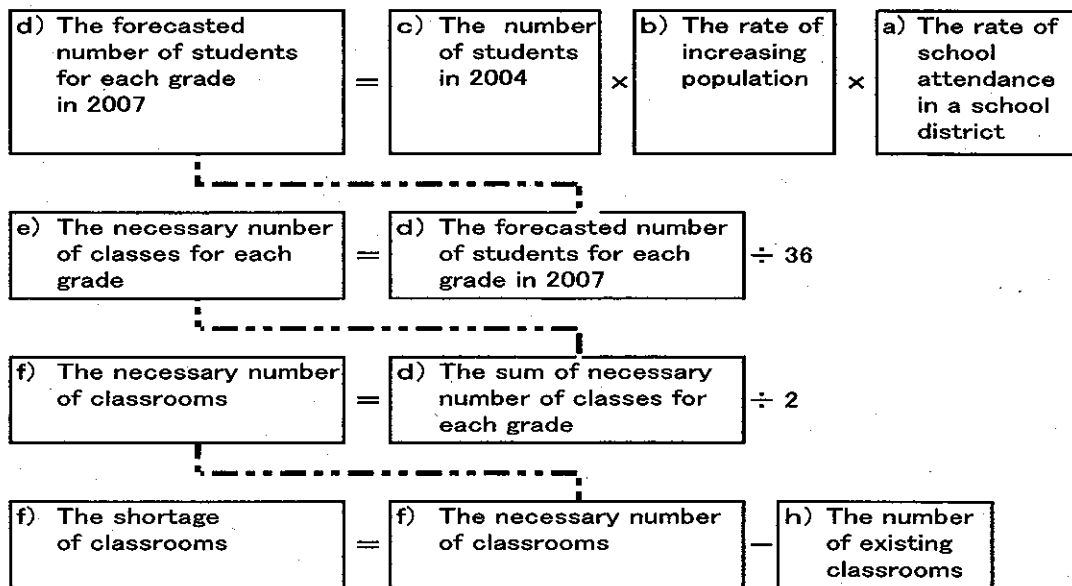 d) The forecasted
number of students
for each grade
in 2007
=
c) The number
of students
in 2004
×
b) The rate of
increasing
population
×
a) The rate of
school
attendance
in a school
district
e) The necessary nunber
of classes for each
grade
=
d) The forecasted number
of students for each
grade in 2007
÷ 36
f) The necessary number
of classrooms
=
d) The sum of necessary
number of classes for
each grade
÷ 2
f) The shortage
of classrooms
=
f) The necessary number
of classrooms
−
h) The number
of existing
classrooms